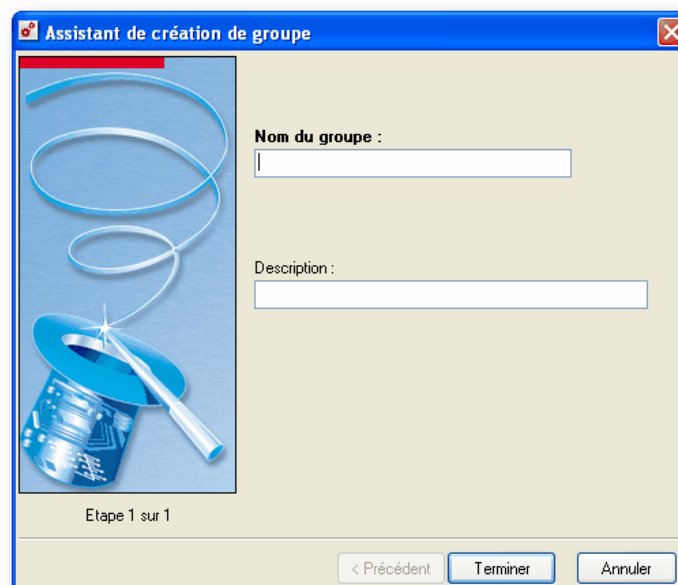 Assistant de création de groupe
Nom du groupe :
Description :
Etape 1 sur 1
< Précédent
Terminer
Annuler